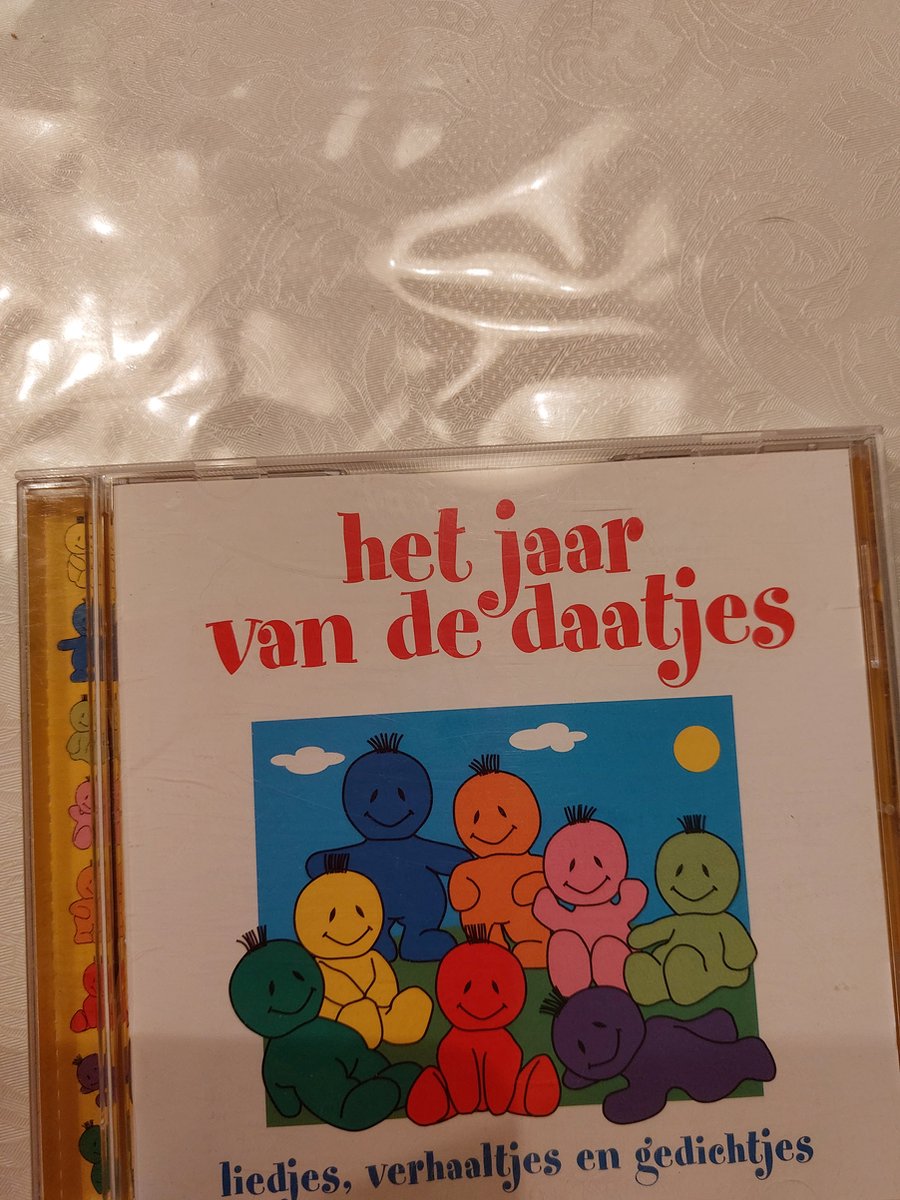 het jaar
van de daatjes
liedjes, verhaaltjes en gedichtjes